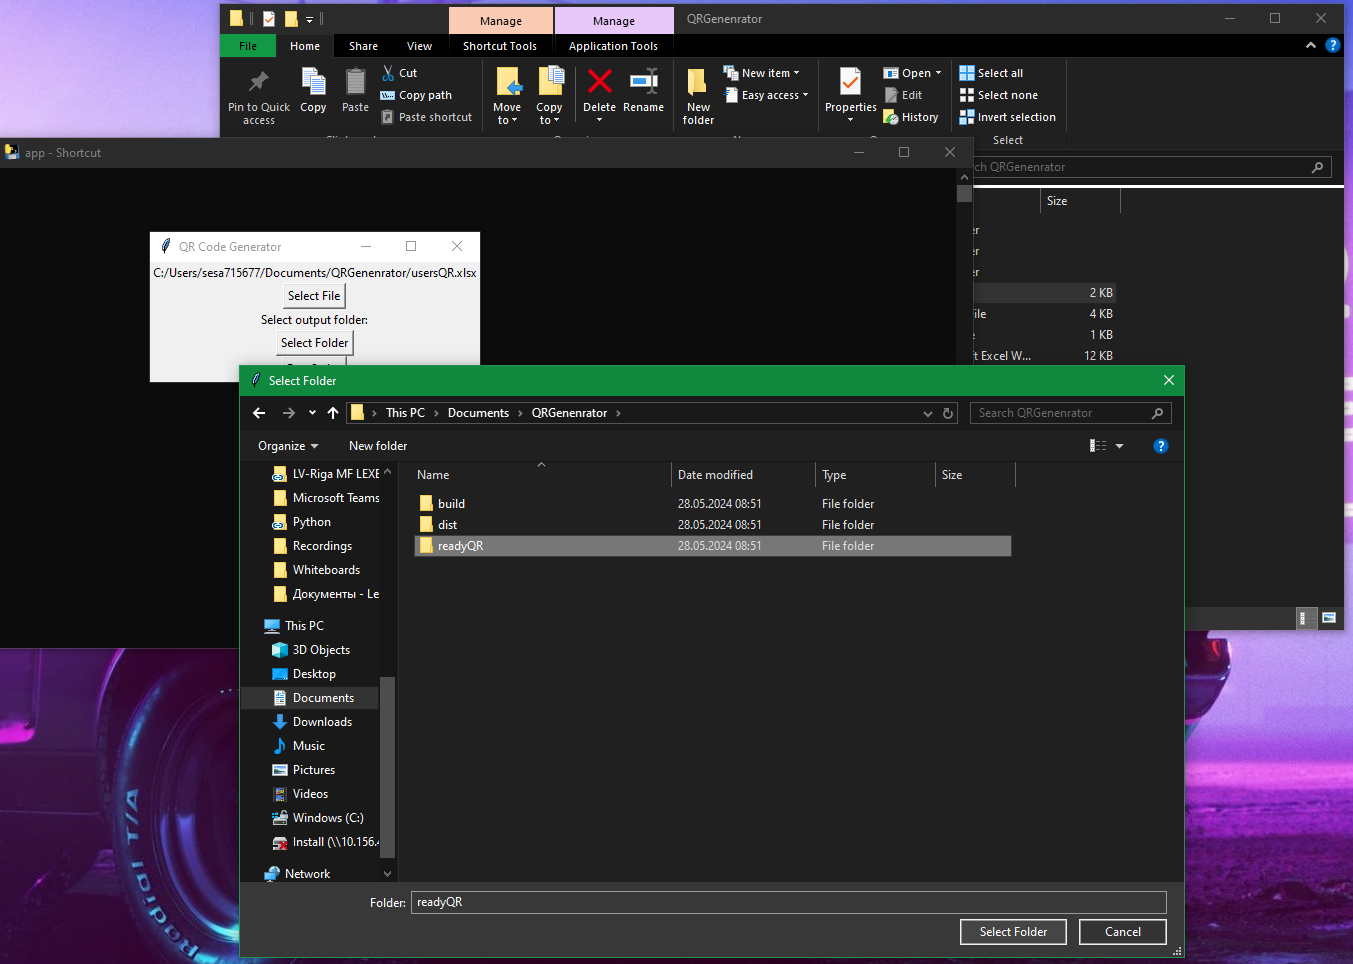 Manage
Manage
QRGenenrator
File
Home
Share
View
Shortcut Tools
Application Tools
Pin to Quick access
Copy
Paste
Cut
Copy path
Paste shortcut
Move to
Copy to
Delete
Rename
New folder
New item
Easy access
Properties
Open
Edit
History
Select all
Select none
Invert selection
Select
app - Shortcut
ch QRGenenrator
Size
er
er
er
2 KB
ile
4 KB
e
1 KB
t Excel W...
12 KB
QR Code Generator
C:/Users/sesa715677/Documents/QRGenenrator/usersQR.xlsx
Select File
Select output folder:
Select Folder
Select Folder
This PC > Documents > QRGenenrator >
Search QRGenenrator
Organize
New folder
LV-Riga MF LEXE
Microsoft Teams
Python
Recordings
Whiteboards
Документы - Le
This PC
3D Objects
Desktop
Documents
Downloads
Music
Pictures
Videos
Windows (C:)
Install (\\10.156.4
Network
Name
Date modified
Type
Size
build
28.05.2024 08:51
File folder
dist
28.05.2024 08:51
File folder
readyQR
28.05.2024 08:51
File folder
Folder:
readyQR
Select Folder
Cancel
Radial T/A